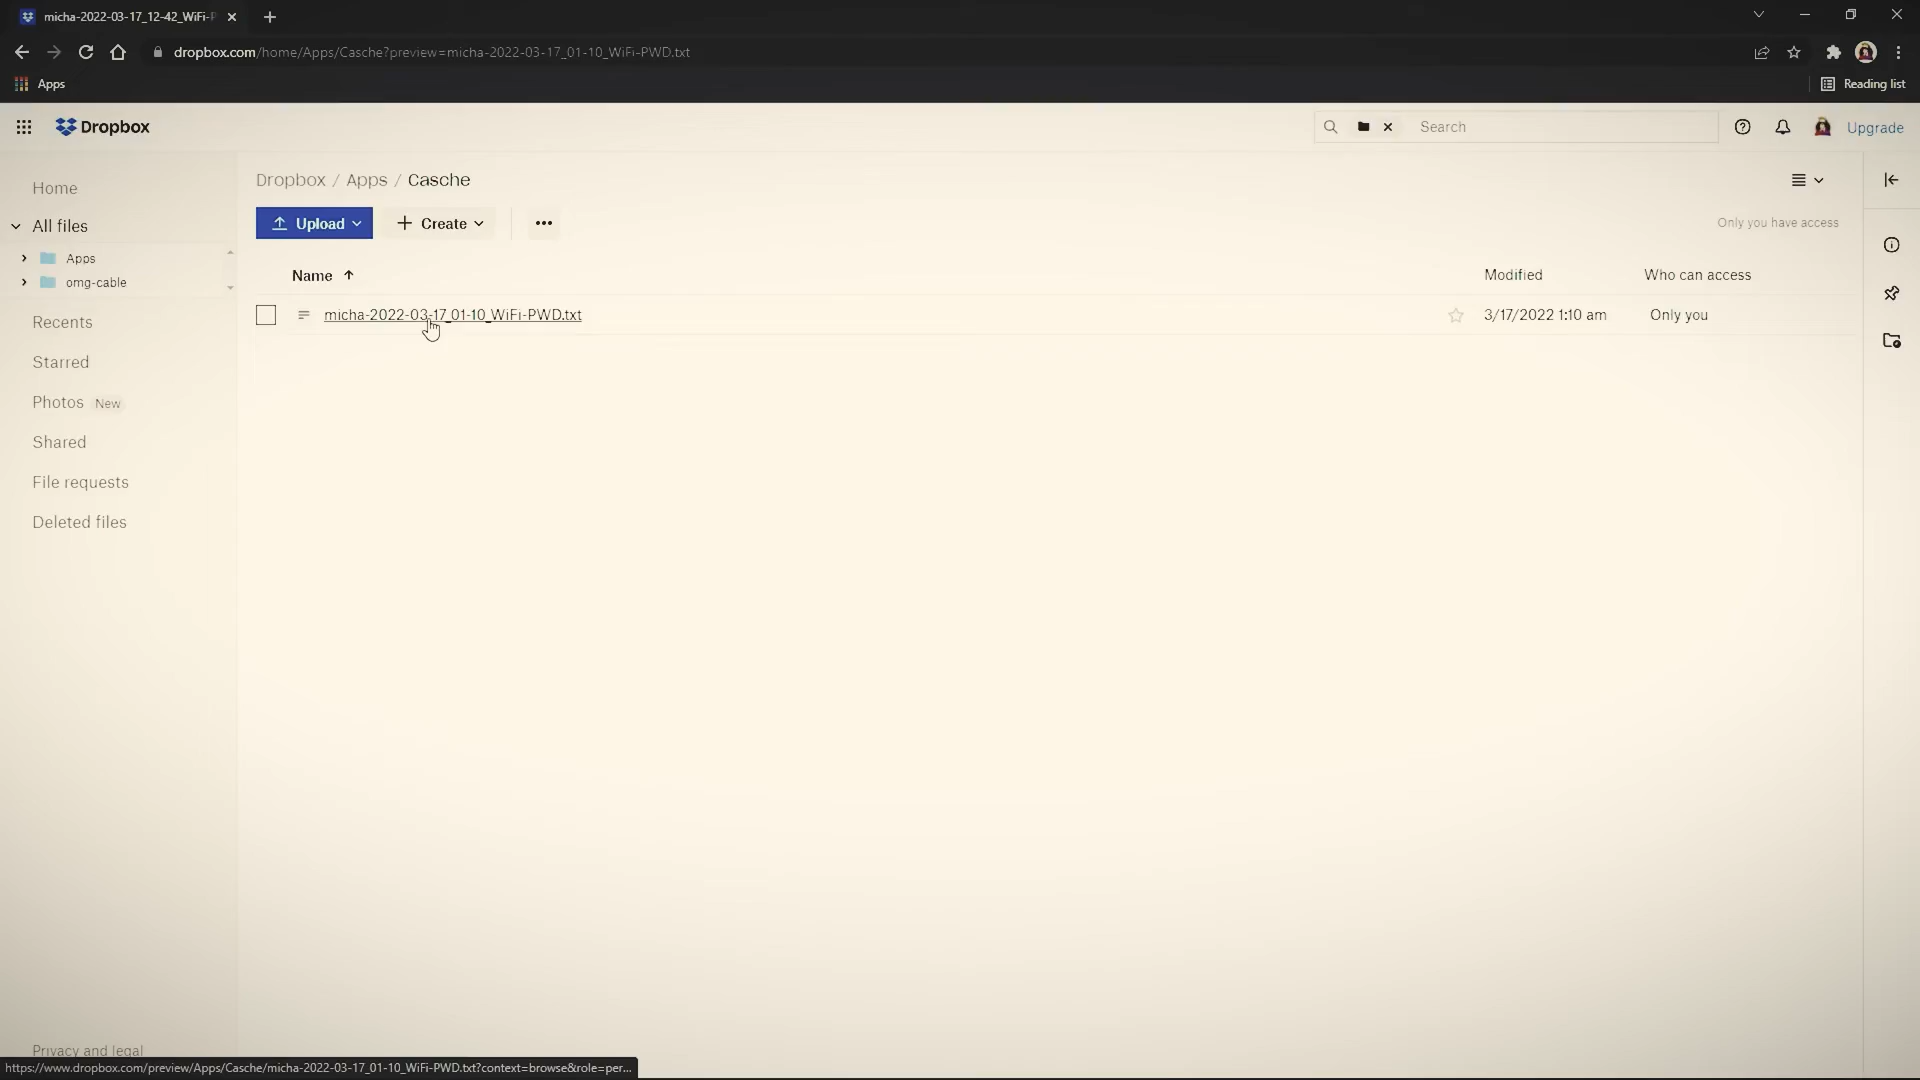 micha-2022-03-17_12-42_WiFi-P
dropbox.com/home/Apps/Casche?preview=micha-2022-03-17_01-10_WiFi-PWD.txt
Apps
Reading list
Dropbox
Search
Upgrade
Home
Dropbox / Apps / Casche
All files
Upload
Create
Only you have access
Apps
omg-cable
Name
Modified
Who can access
micha-2022-03-17_01-10_WiFi-PWD.txt
3/17/2022 1:10 am
Only you
Recents
Starred
Photos New
Shared
File requests
Deleted files
Privacy and legal
https://www.dropbox.com/preview/Apps/Casche/micha-2022-03-17_01-10_WiFi-PWD.txt?context=browse&role=per...